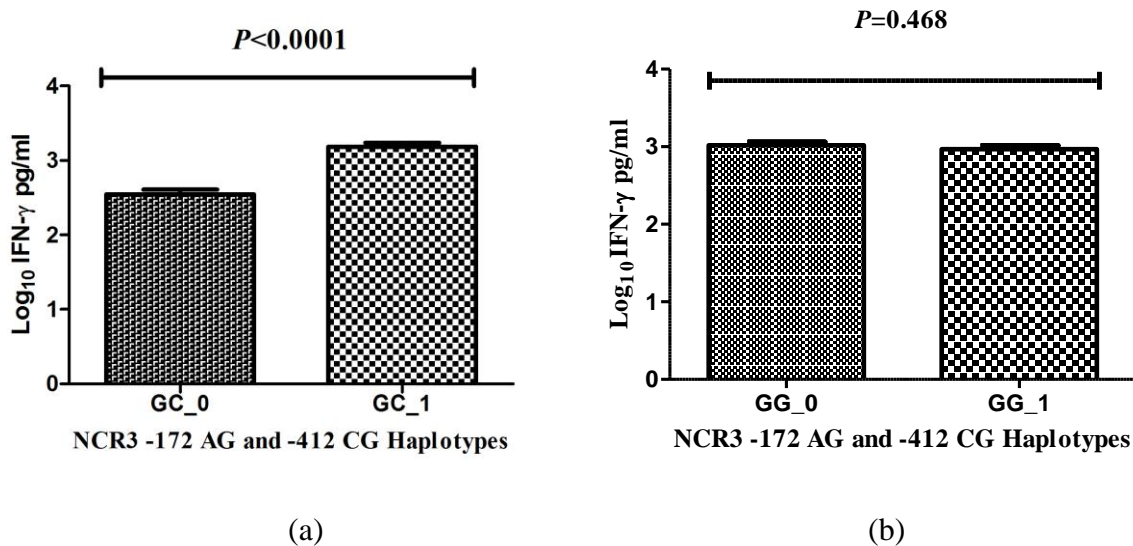 P<0.0001
4
3
2
1
0
Log10 IFN-γ pg/ml
GC_0
GC_1
NCR3 -172 AG and -412 CG Haplotypes
(a)
P=0.468
4
3
2
1
0
Log10 IFN-γ pg/ml
GG_0
GG_1
NCR3 -172 AG and -412 CG Haplotypes
(b)